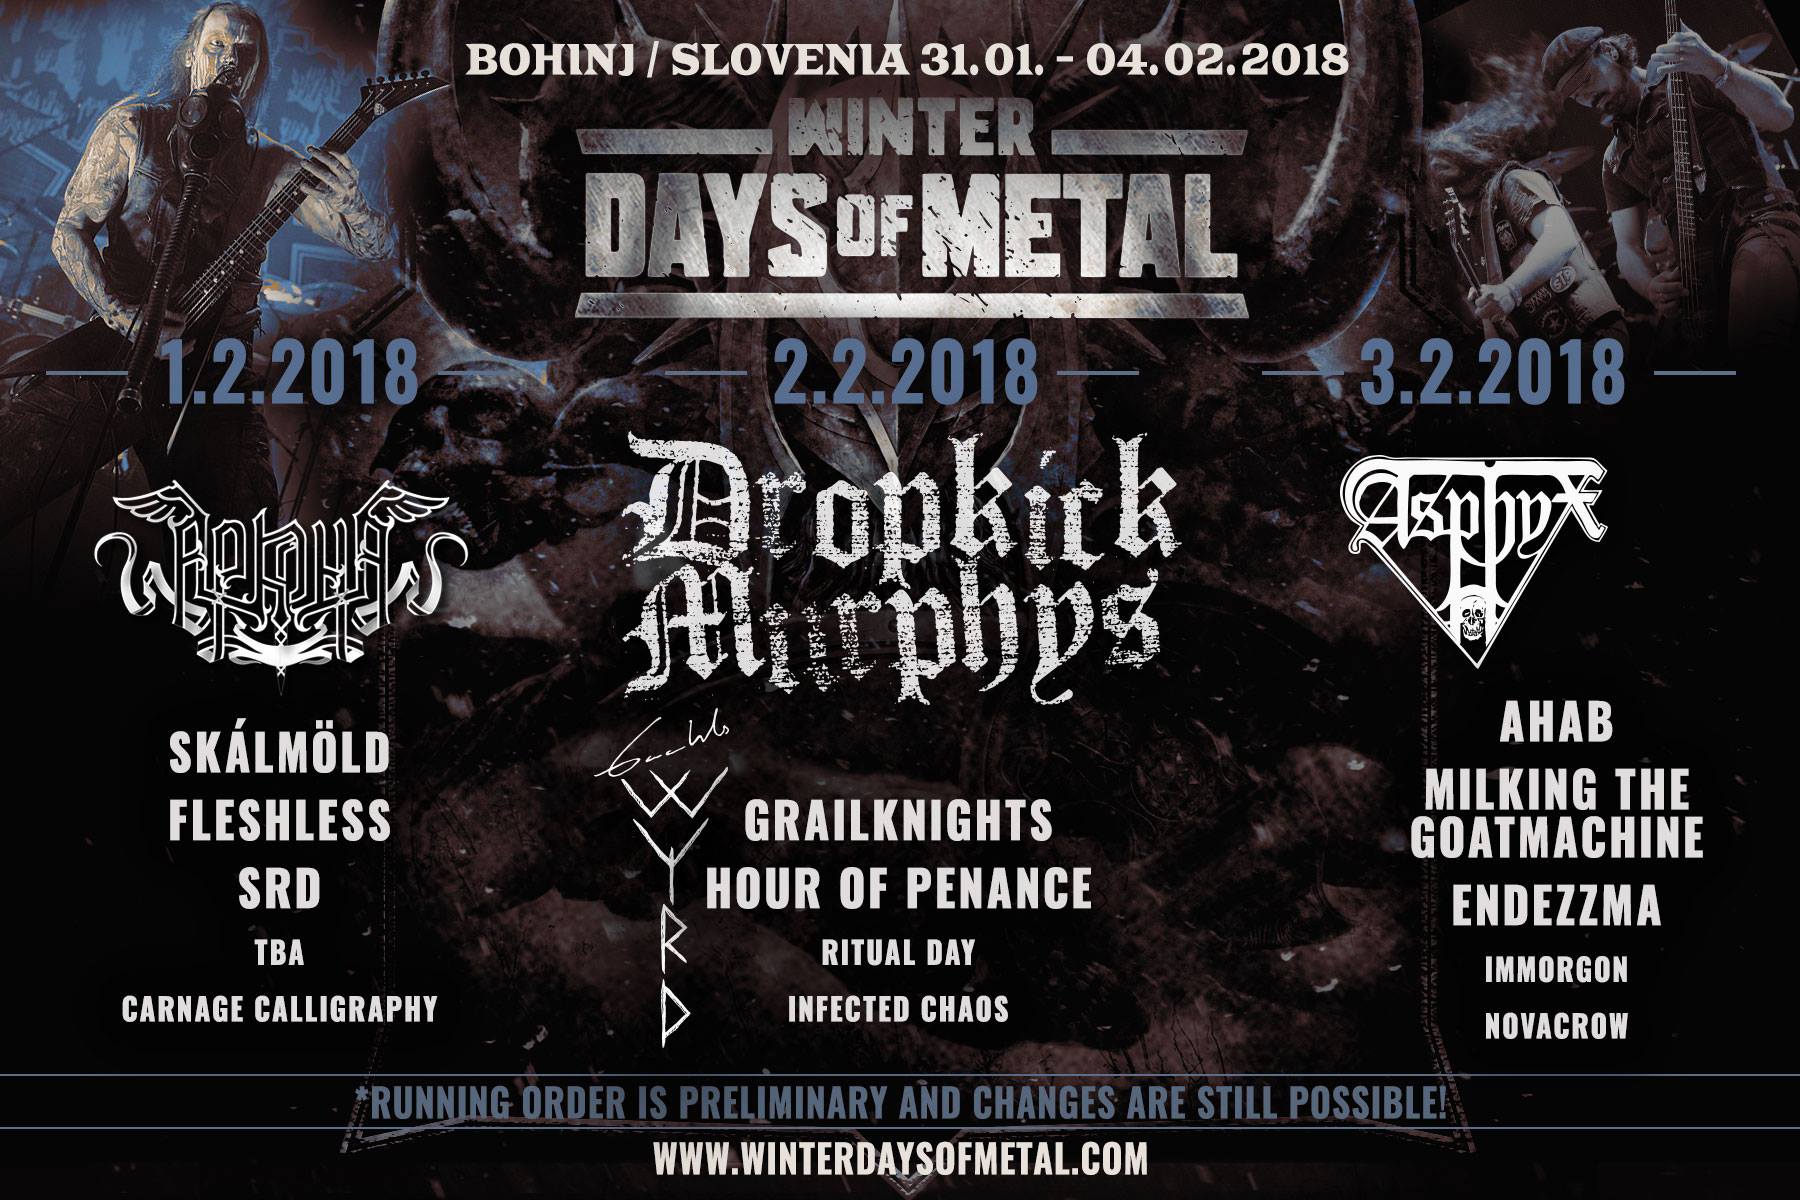 BOHINJ / SLOVENIA 31.01. - 04.02.2018
WINTER
DAYS OF METAL
1.2.2018
SKÁLMÖLD
FLESHLESS
SRD
TBA
CARNAGE CALLIGRAPHY
2.2.2018
Dropkick
Murphys
WYRD
GRAILKNIGHTS
HOUR OF PENANCE
RITUAL DAY
INFECTED CHAOS
3.2.2018
Asphyx
AHAB
MILKING THE
GOATMACHINE
ENDEZZMA
IMMORGON
NOVACROW
*RUNNING ORDER IS PRELIMINARY AND CHANGES ARE STILL POSSIBLE!
WWW.WINTERDAYSOFMETAL.COM